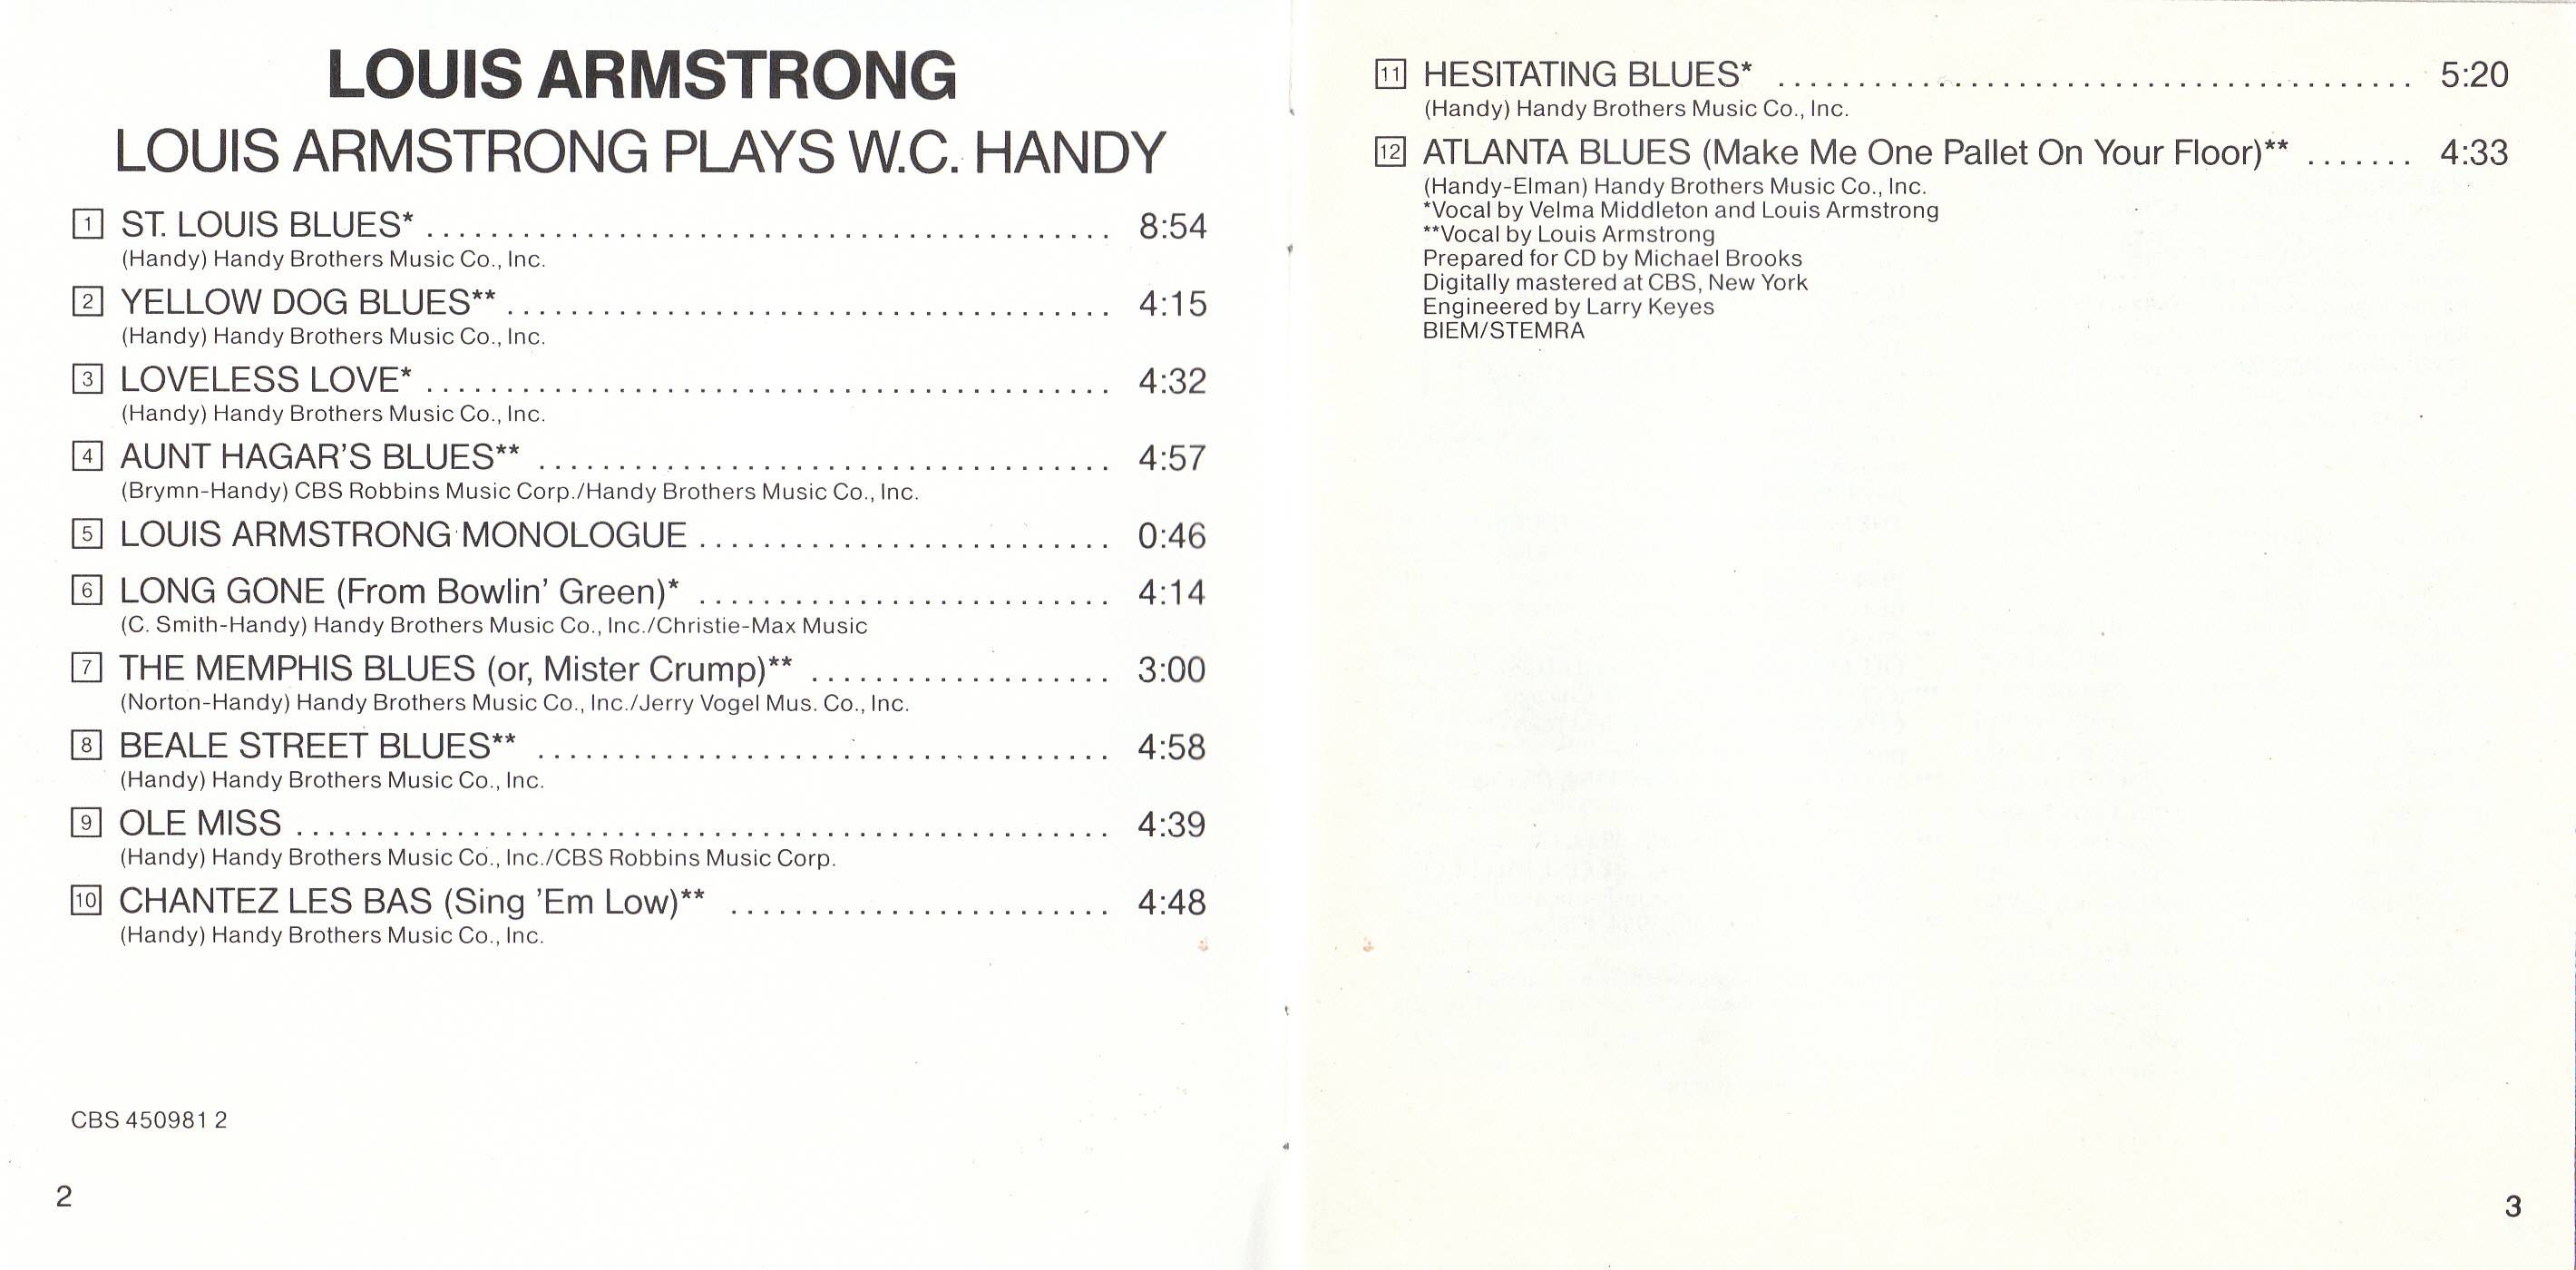 LOUIS ARMSTRONG
LOUIS ARMSTRONG PLAYS W.C. HANDY
1 ST. LOUIS BLUES* ........................................... 8:54
(Handy) Handy Brothers Music Co., Inc.
2 YELLOW DOG BLUES** ...................................... 4:15
(Handy) Handy Brothers Music Co., Inc.
3 LOVELESS LOVE* ........................................... 4:32
(Handy) Handy Brothers Music Co., Inc.
4 AUNT HAGAR'S BLUES** .................................... 4:57
(Brymn-Handy) CBS Robbins Music Corp./Handy Brothers Music Co., Inc.
5 LOUIS ARMSTRONG MONOLOGUE .......................... 0:46
6 LONG GONE (From Bowlin' Green)* .......................... 4:14
(C. Smith-Handy) Handy Brothers Music Co., Inc./Christie-Max Music
7 THE MEMPHIS BLUES (or, Mister Crump)** ................... 3:00
(Norton-Handy) Handy Brothers Music Co., Inc./Jerry Vogel Mus. Co., Inc.
8 BEALE STREET BLUES** .................................... 4:58
(Handy) Handy Brothers Music Co., Inc.
9 OLE MISS ................................................... 4:39
(Handy) Handy Brothers Music Co., Inc./CBS Robbins Music Corp.
10 CHANTEZ LES BAS (Sing 'Em Low)** ........................ 4:48
(Handy) Handy Brothers Music Co., Inc.
CBS 450981 2
2
11 HESITATING BLUES* ........................................ 5:20
(Handy) Handy Brothers Music Co., Inc.
12 ATLANTA BLUES (Make Me One Pallet On Your Floor)** ....... 4:33
(Handy-Elman) Handy Brothers Music Co., Inc.
*Vocal by Velma Middleton and Louis Armstrong
**Vocal by Louis Armstrong
Prepared for CD by Michael Brooks
Digitally mastered at CBS, New York
Engineered by Larry Keyes
BIEM/STEMRA
3